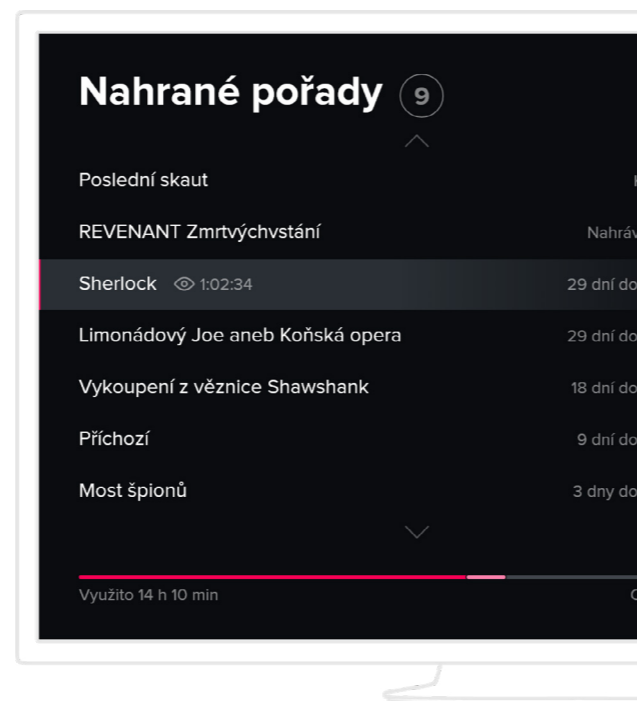 Nahrané pořady 9
Poslední skaut
REVENANT Zmrtvýchvstání
Sherlock 1:02:34 29 dní do
Limonádový Joe aneb Koňská opera 29 dní do
Vykoupení z věznice Shawshank 18 dní do
Příchozí 9 dní do
Most špionů 3 dny do
Využito 14 h 10 min